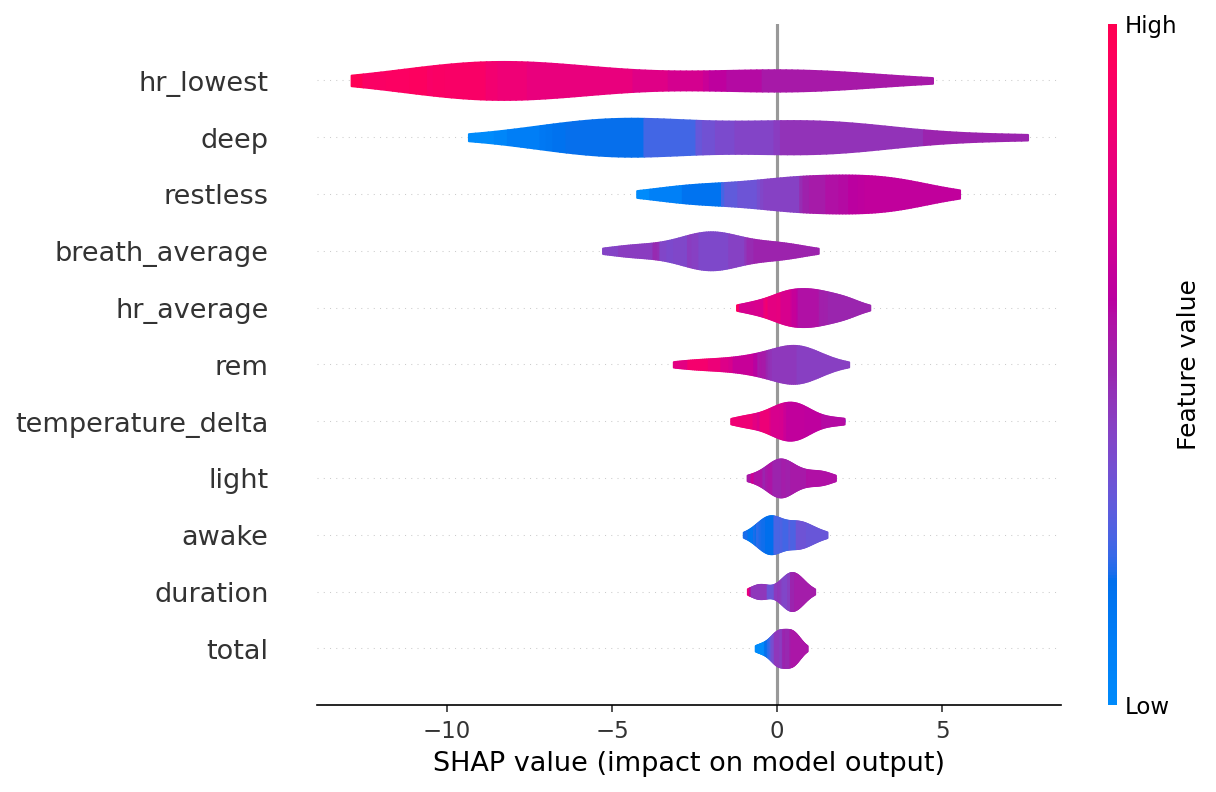 High
hr_lowest
deep
restless
breath_average
hr_average
rem
temperature_delta
light
awake
duration
total
Feature value
Low
−10 −5 0 5
SHAP value (impact on model output)